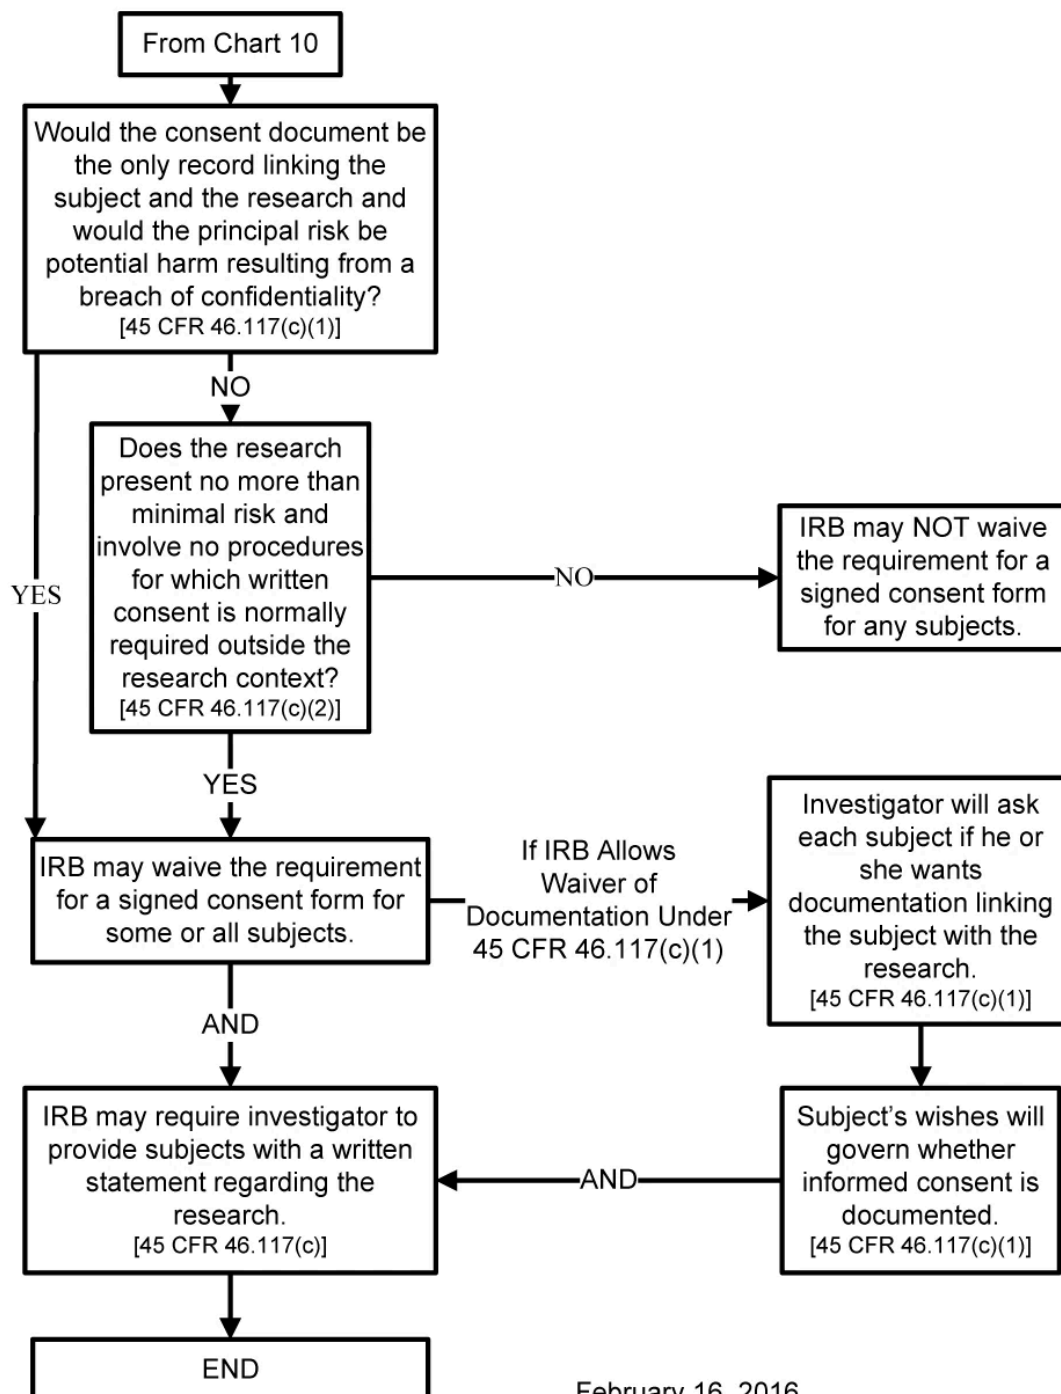 From Chart 10
Would the consent document be
the only record linking the
subject and the research and
would the principal risk be
potential harm resulting from a
breach of confidentiality?
[45 CFR 46.117(c)(1)]
NO
YES
Does the research
present no more than
minimal risk and
involve no procedures
for which written
consent is normally
required outside the
research context?
[45 CFR 46.117(c)(2)]
NO
IRB may NOT waive
the requirement for a
signed consent form
for any subjects.
YES
IRB may waive the requirement
for a signed consent form for
some or all subjects.
If IRB Allows
Waiver of
Documentation Under
45 CFR 46.117(c)(1)
Investigator will ask
each subject if he or
she wants
documentation linking
the subject with the
research.
[45 CFR 46.117(c)(1)]
AND
IRB may require investigator to
provide subjects with a written
statement regarding the
research.
[45 CFR 46.117(c)]
AND
Subject's wishes will
govern whether
informed consent is
documented.
[45 CFR 46.117(c)(1)]
END
February 16, 2016